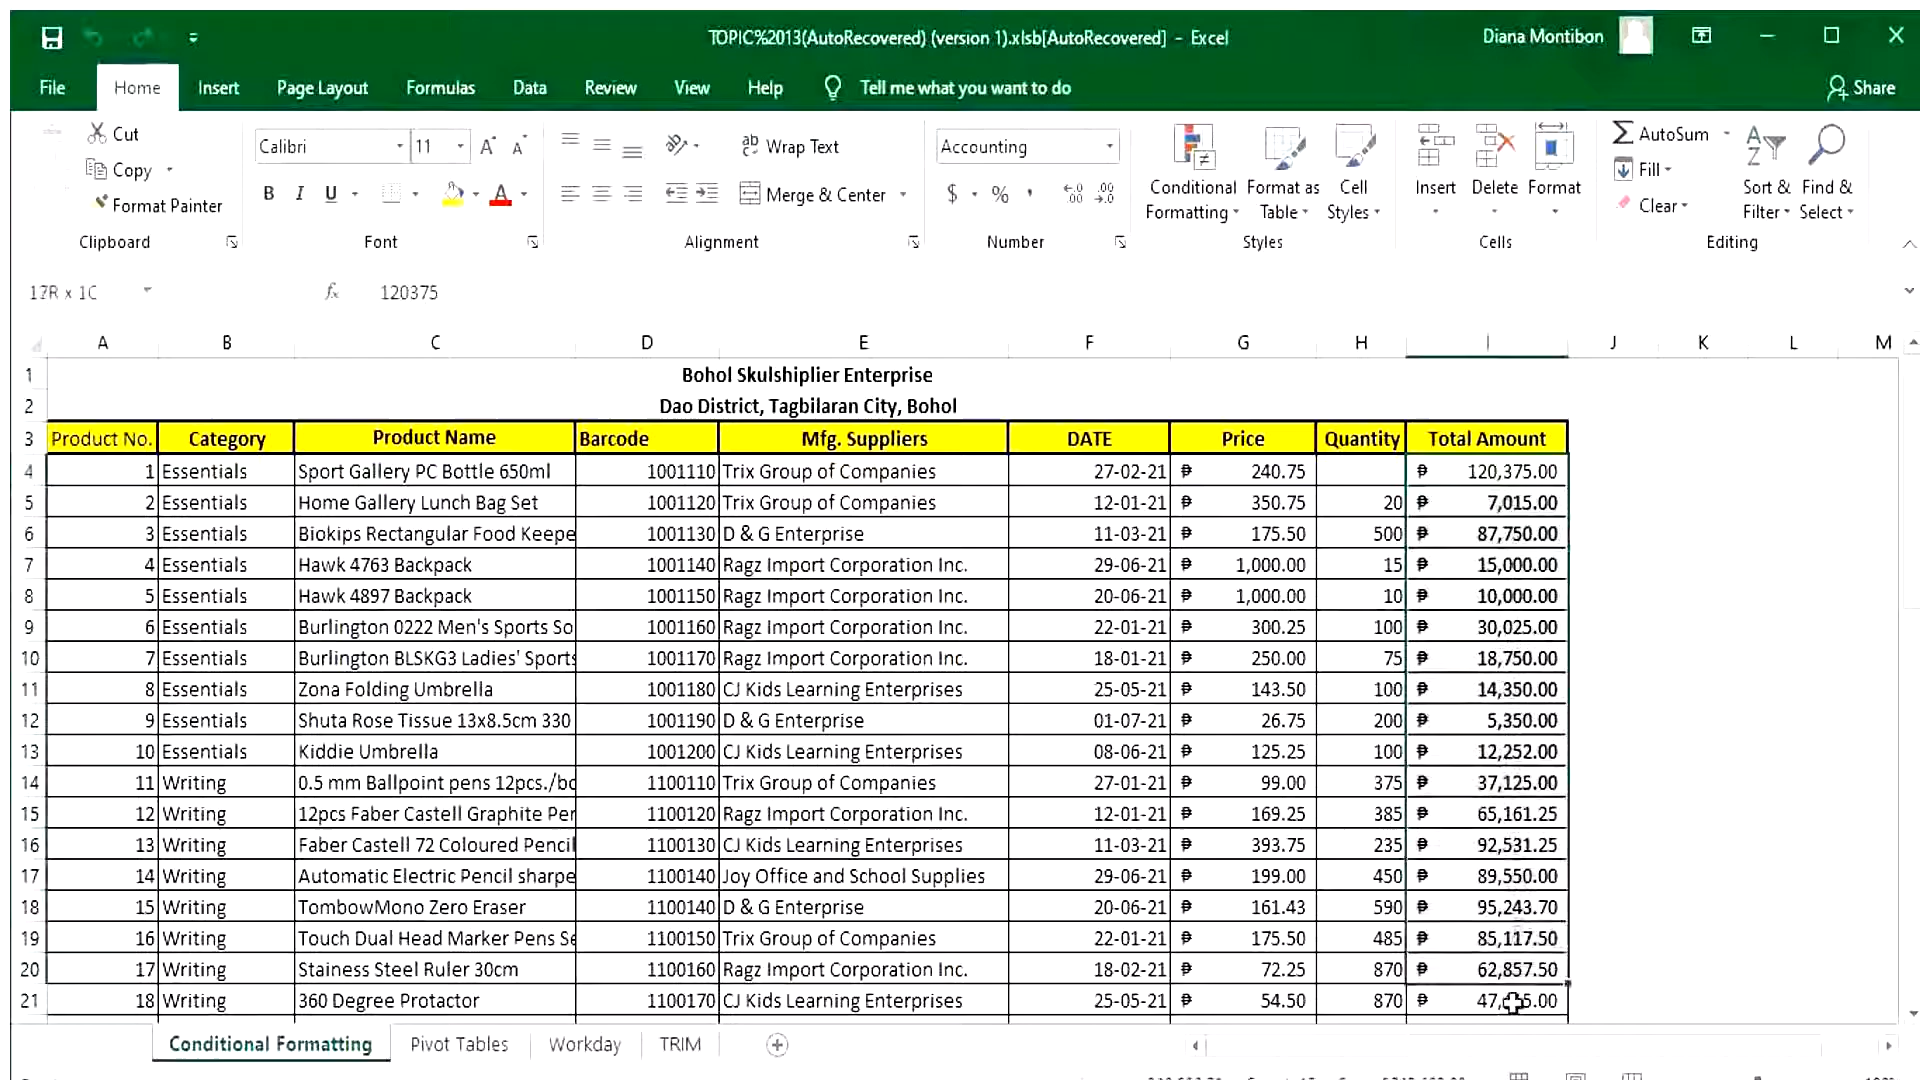 TOPIC%2013(AutoRecovered) (version 1).xlsb[AutoRecovered] - Excel
Diana Montibon
File Home Insert Page Layout Formulas Data Review View Help Tell me what you want to do Share
Cut
Copy
Format Painter
Clipboard
Calibri 11
B I U A
Font
ab Wrap Text
Merge & Center
Alignment
Accounting
$ % ,
Number
Conditional Formatting
Format as Table
Cell Styles
Styles
Insert Delete Format
Cells
AutoSum
Fill
Clear
Sort & Filter
Find & Select
Editing
17R x 1C fx 120375
A B C D E F G H I J K L M
1 Bohol Skulshiplier Enterprise
2 Dao District, Tagbilaran City, Bohol
3 Product No. Category Product Name Barcode Mfg. Suppliers DATE Price Quantity Total Amount
4 1 Essentials Sport Gallery PC Bottle 650ml 1001110 Trix Group of Companies 27-02-21 ₱ 240.75 ₱ 120,375.00
5 2 Essentials Home Gallery Lunch Bag Set 1001120 Trix Group of Companies 12-01-21 ₱ 350.75 20 ₱ 7,015.00
6 3 Essentials Biokips Rectangular Food Keepe 1001130 D & G Enterprise 11-03-21 ₱ 175.50 500 ₱ 87,750.00
7 4 Essentials Hawk 4763 Backpack 1001140 Ragz Import Corporation Inc. 29-06-21 ₱ 1,000.00 15 ₱ 15,000.00
8 5 Essentials Hawk 4897 Backpack 1001150 Ragz Import Corporation Inc. 20-06-21 ₱ 1,000.00 10 ₱ 10,000.00
9 6 Essentials Burlington 0222 Men's Sports So 1001160 Ragz Import Corporation Inc. 22-01-21 ₱ 300.25 100 ₱ 30,025.00
10 7 Essentials Burlington BLSKG3 Ladies' Sports 1001170 Ragz Import Corporation Inc. 18-01-21 ₱ 250.00 75 ₱ 18,750.00
11 8 Essentials Zona Folding Umbrella 1001180 CJ Kids Learning Enterprises 25-05-21 ₱ 143.50 100 ₱ 14,350.00
12 9 Essentials Shuta Rose Tissue 13x8.5cm 330 1001190 D & G Enterprise 01-07-21 ₱ 26.75 200 ₱ 5,350.00
13 10 Essentials Kiddie Umbrella 1001200 CJ Kids Learning Enterprises 08-06-21 ₱ 125.25 100 ₱ 12,252.00
14 11 Writing 0.5 mm Ballpoint pens 12pcs./bo 1100110 Trix Group of Companies 27-01-21 ₱ 99.00 375 ₱ 37,125.00
15 12 Writing 12pcs Faber Castell Graphite Per 1100120 Ragz Import Corporation Inc. 12-01-21 ₱ 169.25 385 ₱ 65,161.25
16 13 Writing Faber Castell 72 Coloured Pencil 1100130 CJ Kids Learning Enterprises 11-03-21 ₱ 393.75 235 ₱ 92,531.25
17 14 Writing Automatic Electric Pencil sharpe 1100140 Joy Office and School Supplies 29-06-21 ₱ 199.00 450 ₱ 89,550.00
18 15 Writing TombowMono Zero Eraser 1100140 D & G Enterprise 20-06-21 ₱ 161.43 590 ₱ 95,243.70
19 16 Writing Touch Dual Head Marker Pens Se 1100150 Trix Group of Companies 22-01-21 ₱ 175.50 485 ₱ 85,117.50
20 17 Writing Stainess Steel Ruler 30cm 1100160 Ragz Import Corporation Inc. 18-02-21 ₱ 72.25 870 ₱ 62,857.50
21 18 Writing 360 Degree Protactor 1100170 CJ Kids Learning Enterprises 25-05-21 ₱ 54.50 870 ₱
Conditional Formatting Pivot Tables Workday TRIM